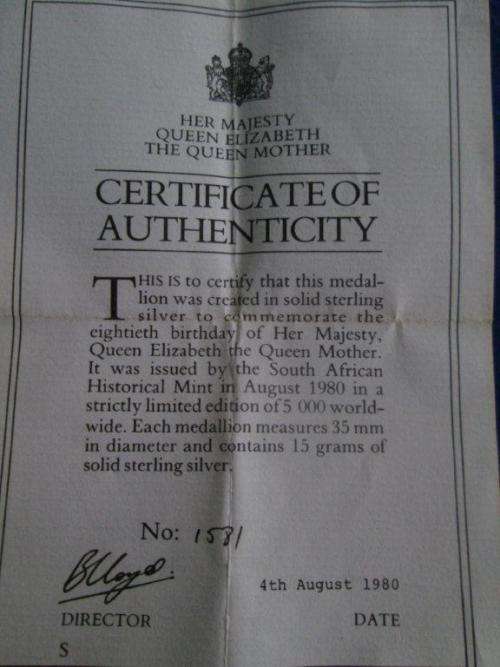 HER MAJESTY
QUEEN ELIZABETH
THE QUEEN MOTHER
CERTIFICATE OF
AUTHENTICITY
THIS IS to certify that this medal-
lion was created in solid sterling
silver to commemorate the
eightieth birthday of Her Majesty,
Queen Elizabeth the Queen Mother.
It was issued by the South African
Historical Mint in August 1980 in a
strictly limited edition of 5 000 world-
wide. Each medallion measures 35 mm
in diameter and contains 15 grams of
solid sterling silver.
No: 1581
4th August 1980
DIRECTOR DATE
S